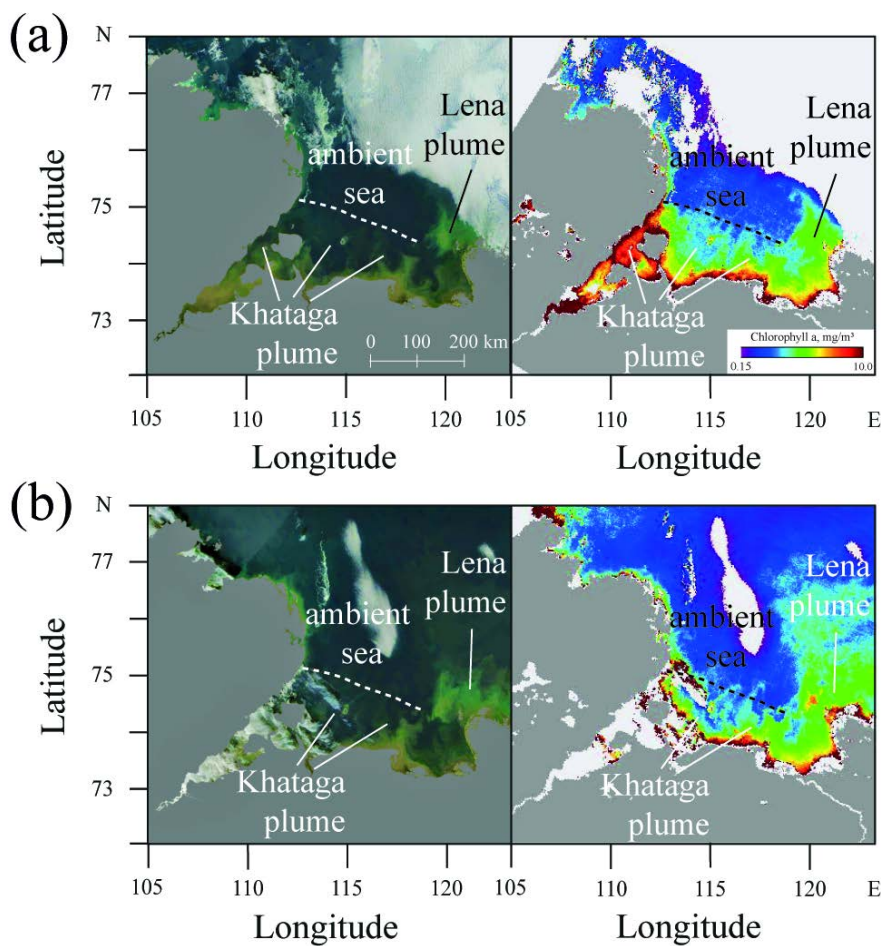 (a)
N
77
75
73
Latitude
ambient
sea
Lena
plume
Khataga
plume
0 100 200 km
ambient
sea
Lena
plume
Khataga
plume
Chlorophyll a, mg/m³
0.15 10.0
105 110 115 120 105 110 115 120 E
Longitude Longitude
(b)
N
77
75
73
Latitude
ambient
sea
Lena
plume
Khataga
plume
ambient
sea
Lena
plume
Khataga
plume
105 110 115 120 105 110 115 120 E
Longitude Longitude